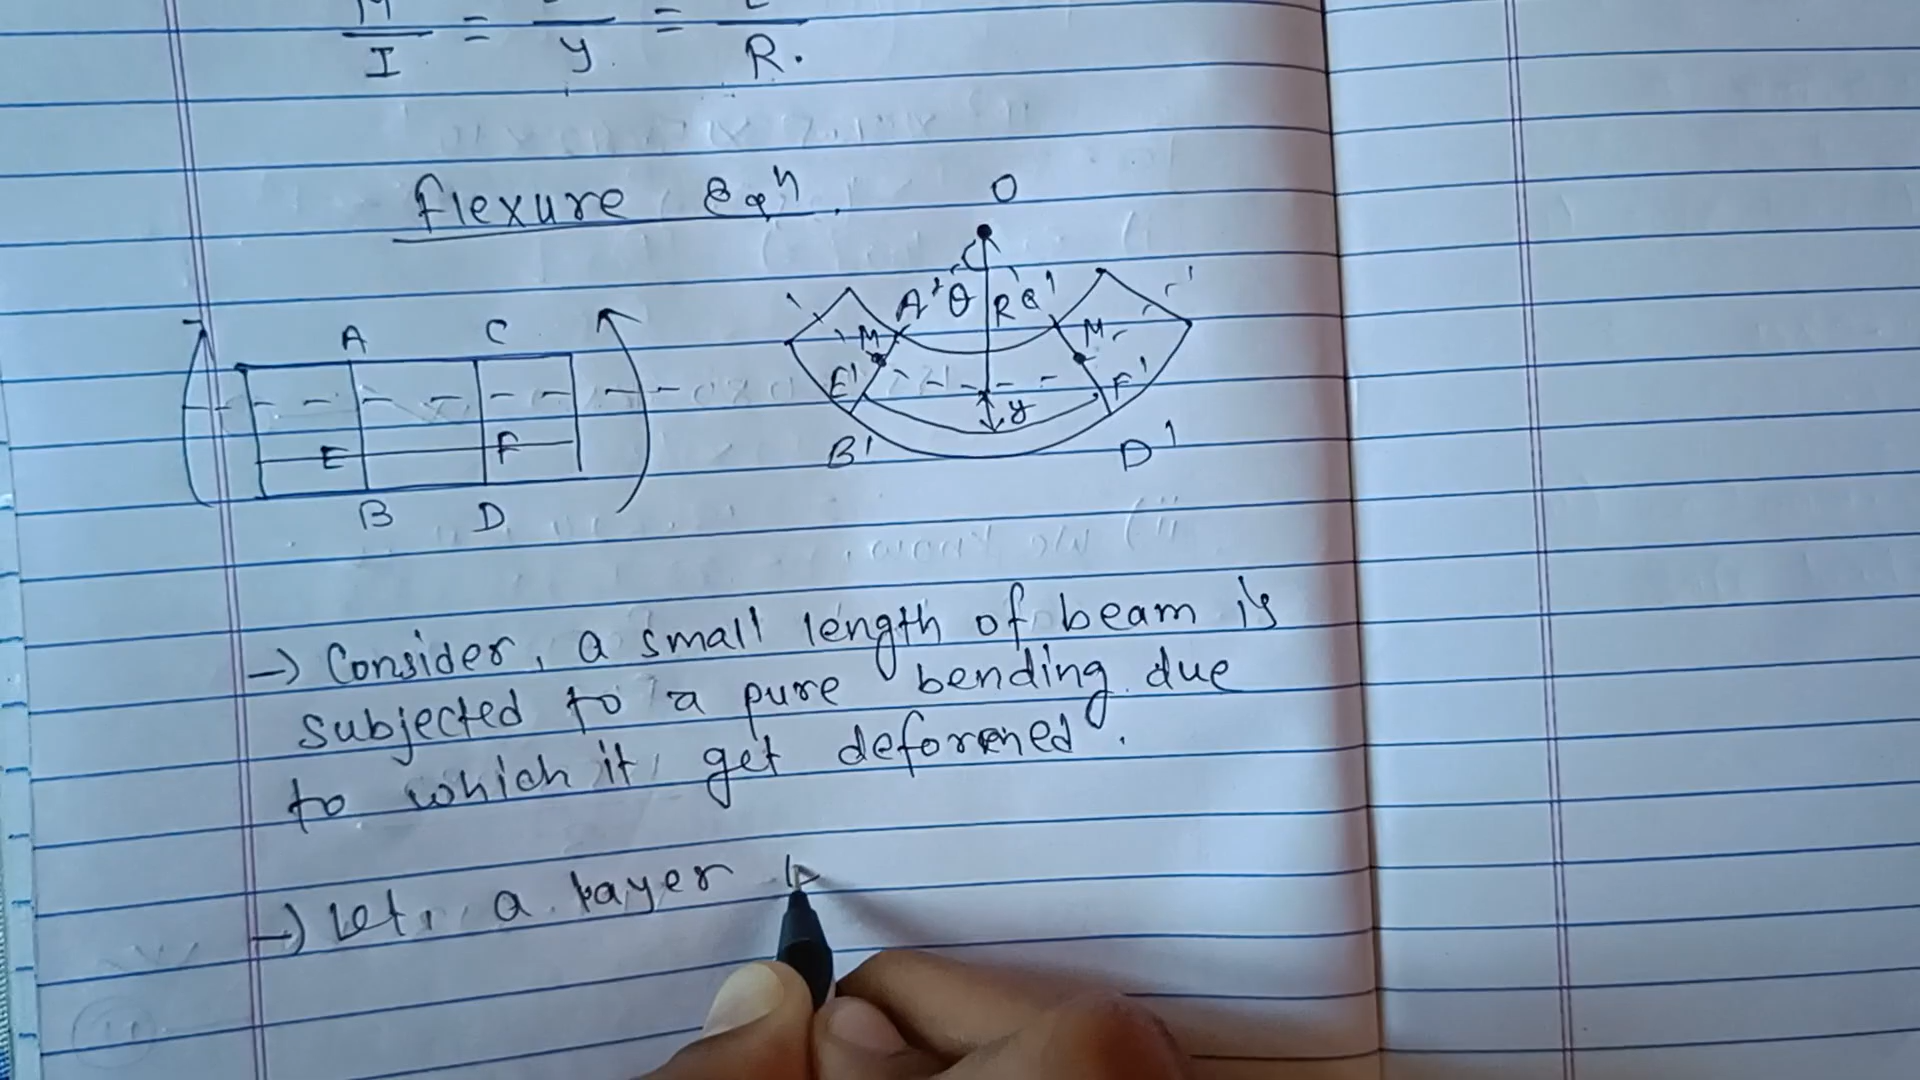 M/I = /y = E/R.
flexure Eqⁿ.
O
A' θ R C'
A C
M M
E' F'
y
E F
B' D'
B D
→ Consider, a small length of beam is
subjected to a pure bending due
to which it get deformed.
→ Let, a layer